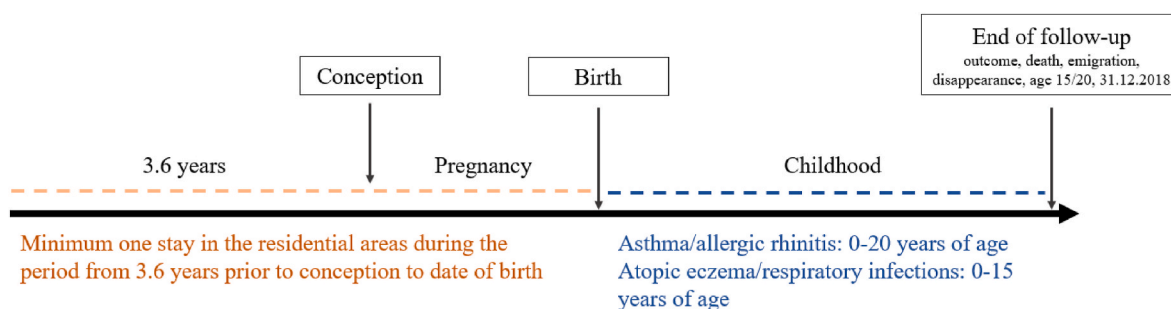 End of follow-up
outcome, death, emigration,
disappearance, age 15/20, 31.12.2018
Conception
Birth
3.6 years
Pregnancy
Childhood
Minimum one stay in the residential areas during the
period from 3.6 years prior to conception to date of birth
Asthma/allergic rhinitis: 0-20 years of age
Atopic eczema/respiratory infections: 0-15
years of age